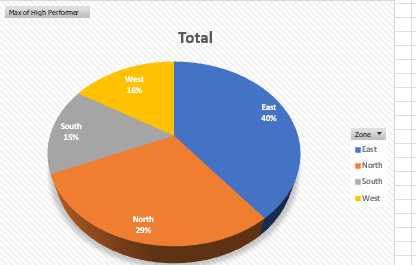 Max of High Performer
Total
West
16%
East
40%
South
15%
North
29%
Zone
East
North
South
West